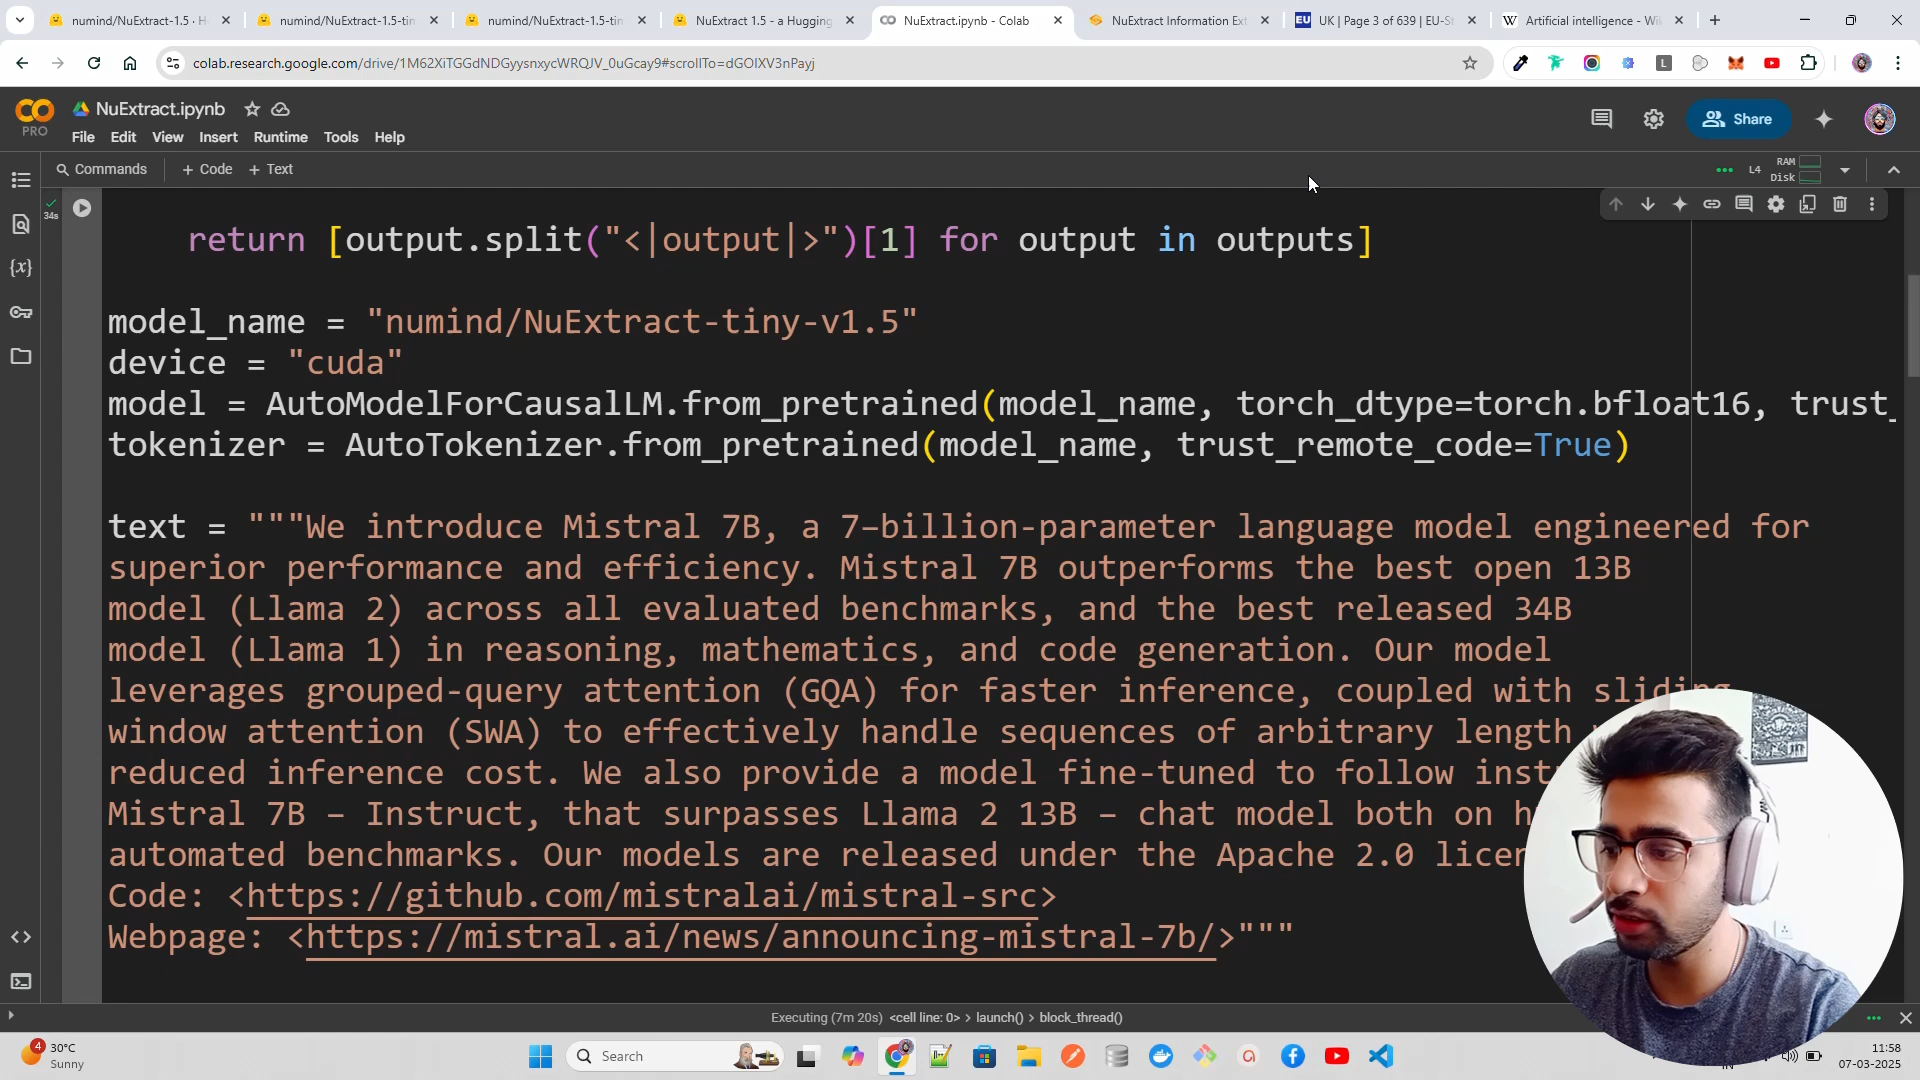 numind/NuExtract-1.5 · H
numind/NuExtract-1.5-tin
numind/NuExtract-1.5-tin
NuExtract 1.5 - a Hugging
NuExtract.ipynb - Colab
NuExtract Information Ext
EU UK | Page 3 of 639 | EU-St
W Artificial intelligence - Wik
colab.research.google.com/drive/1M62XiTGGdNDGyysnxycWRQJV_0uGcay9#scrollTo=dGOIXV3nPayj
L
PRO
NuExtract.ipynb
File Edit View Insert Runtime Tools Help
Share
Commands + Code + Text
L4 RAM
Disk
34s
return [output.split("<|output|>")[1] for output in outputs]
model_name = "numind/NuExtract-tiny-v1.5"
device = "cuda"
model = AutoModelForCausalLM.from_pretrained(model_name, torch_dtype=torch.bfloat16, trust_
tokenizer = AutoTokenizer.from_pretrained(model_name, trust_remote_code=True)
text = """We introduce Mistral 7B, a 7–billion-parameter language model engineered for
superior performance and efficiency. Mistral 7B outperforms the best open 13B
model (Llama 2) across all evaluated benchmarks, and the best released 34B
model (Llama 1) in reasoning, mathematics, and code generation. Our model
leverages grouped-query attention (GQA) for faster inference, coupled with sliding
window attention (SWA) to effectively handle sequences of arbitrary length
reduced inference cost. We also provide a model fine-tuned to follow inst
Mistral 7B – Instruct, that surpasses Llama 2 13B – chat model both on h
automated benchmarks. Our models are released under the Apache 2.0 licen
Code: <https://github.com/mistralai/mistral-src>
Webpage: <https://mistral.ai/news/announcing-mistral-7b/>"""
Executing (7m 20s) <cell line: 0> > launch() > block_thread()
4
30°C
Sunny
Search
11:58
07-03-2025